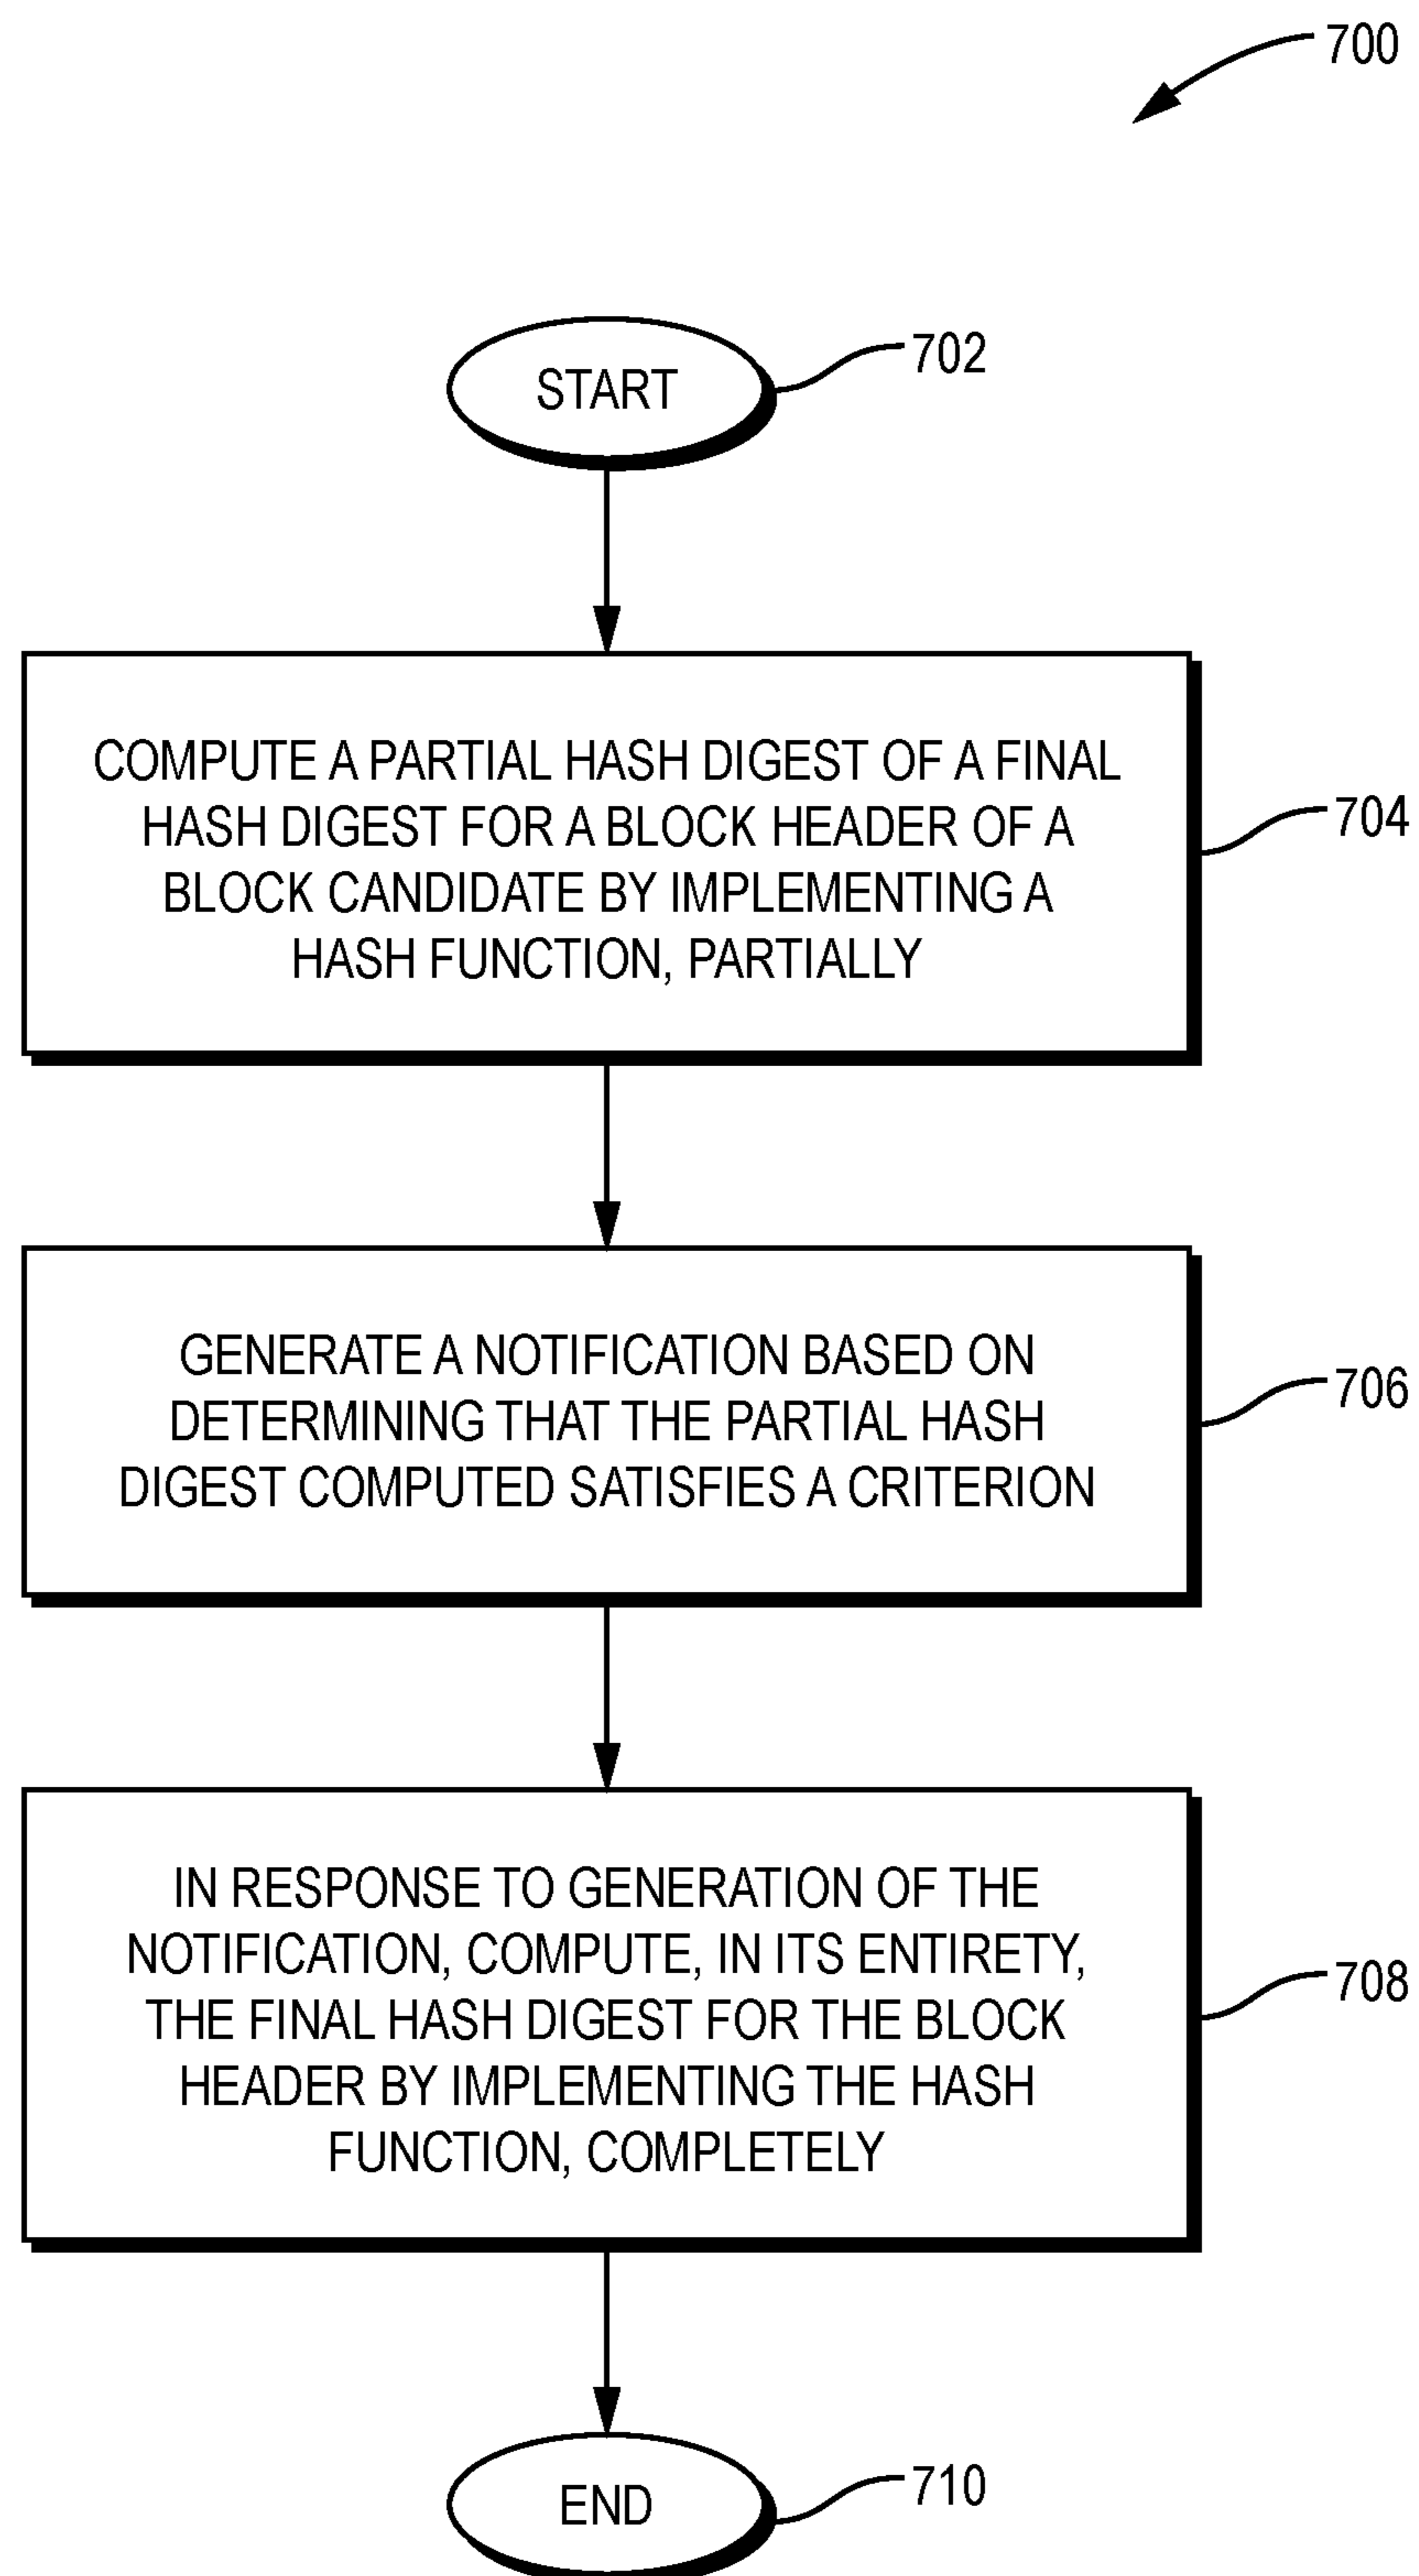 700
START
702
COMPUTE A PARTIAL HASH DIGEST OF A FINAL
HASH DIGEST FOR A BLOCK HEADER OF A
BLOCK CANDIDATE BY IMPLEMENTING A
HASH FUNCTION, PARTIALLY
704
GENERATE A NOTIFICATION BASED ON
DETERMINING THAT THE PARTIAL HASH
DIGEST COMPUTED SATISFIES A CRITERION
706
IN RESPONSE TO GENERATION OF THE
NOTIFICATION, COMPUTE, IN ITS ENTIRETY,
THE FINAL HASH DIGEST FOR THE BLOCK
HEADER BY IMPLEMENTING THE HASH
FUNCTION, COMPLETELY
708
END
710